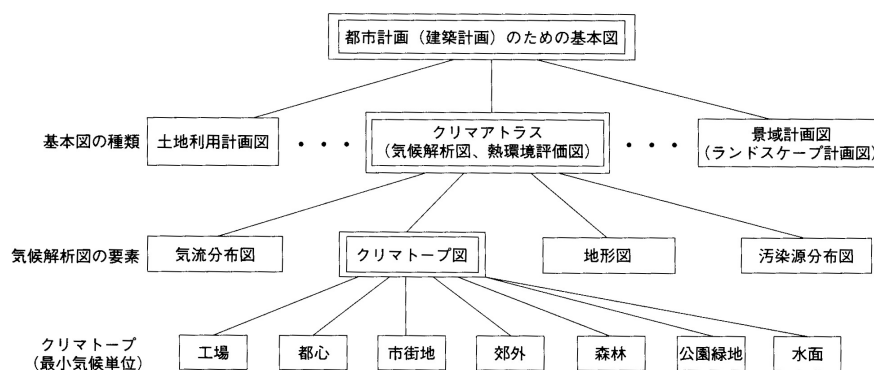 都市計画（建築計画）のための基本図
基本図の種類
土地利用計画図
・・・
クリマアトラス
（気候解析図、熱環境評価図）
・・・
景域計画図
（ランドスケープ計画図）
気候解析図の要素
気流分布図
クリマトープ図
地形図
汚染源分布図
クリマトープ
（最小気候単位）
工場
都心
市街地
郊外
森林
公園緑地
水面